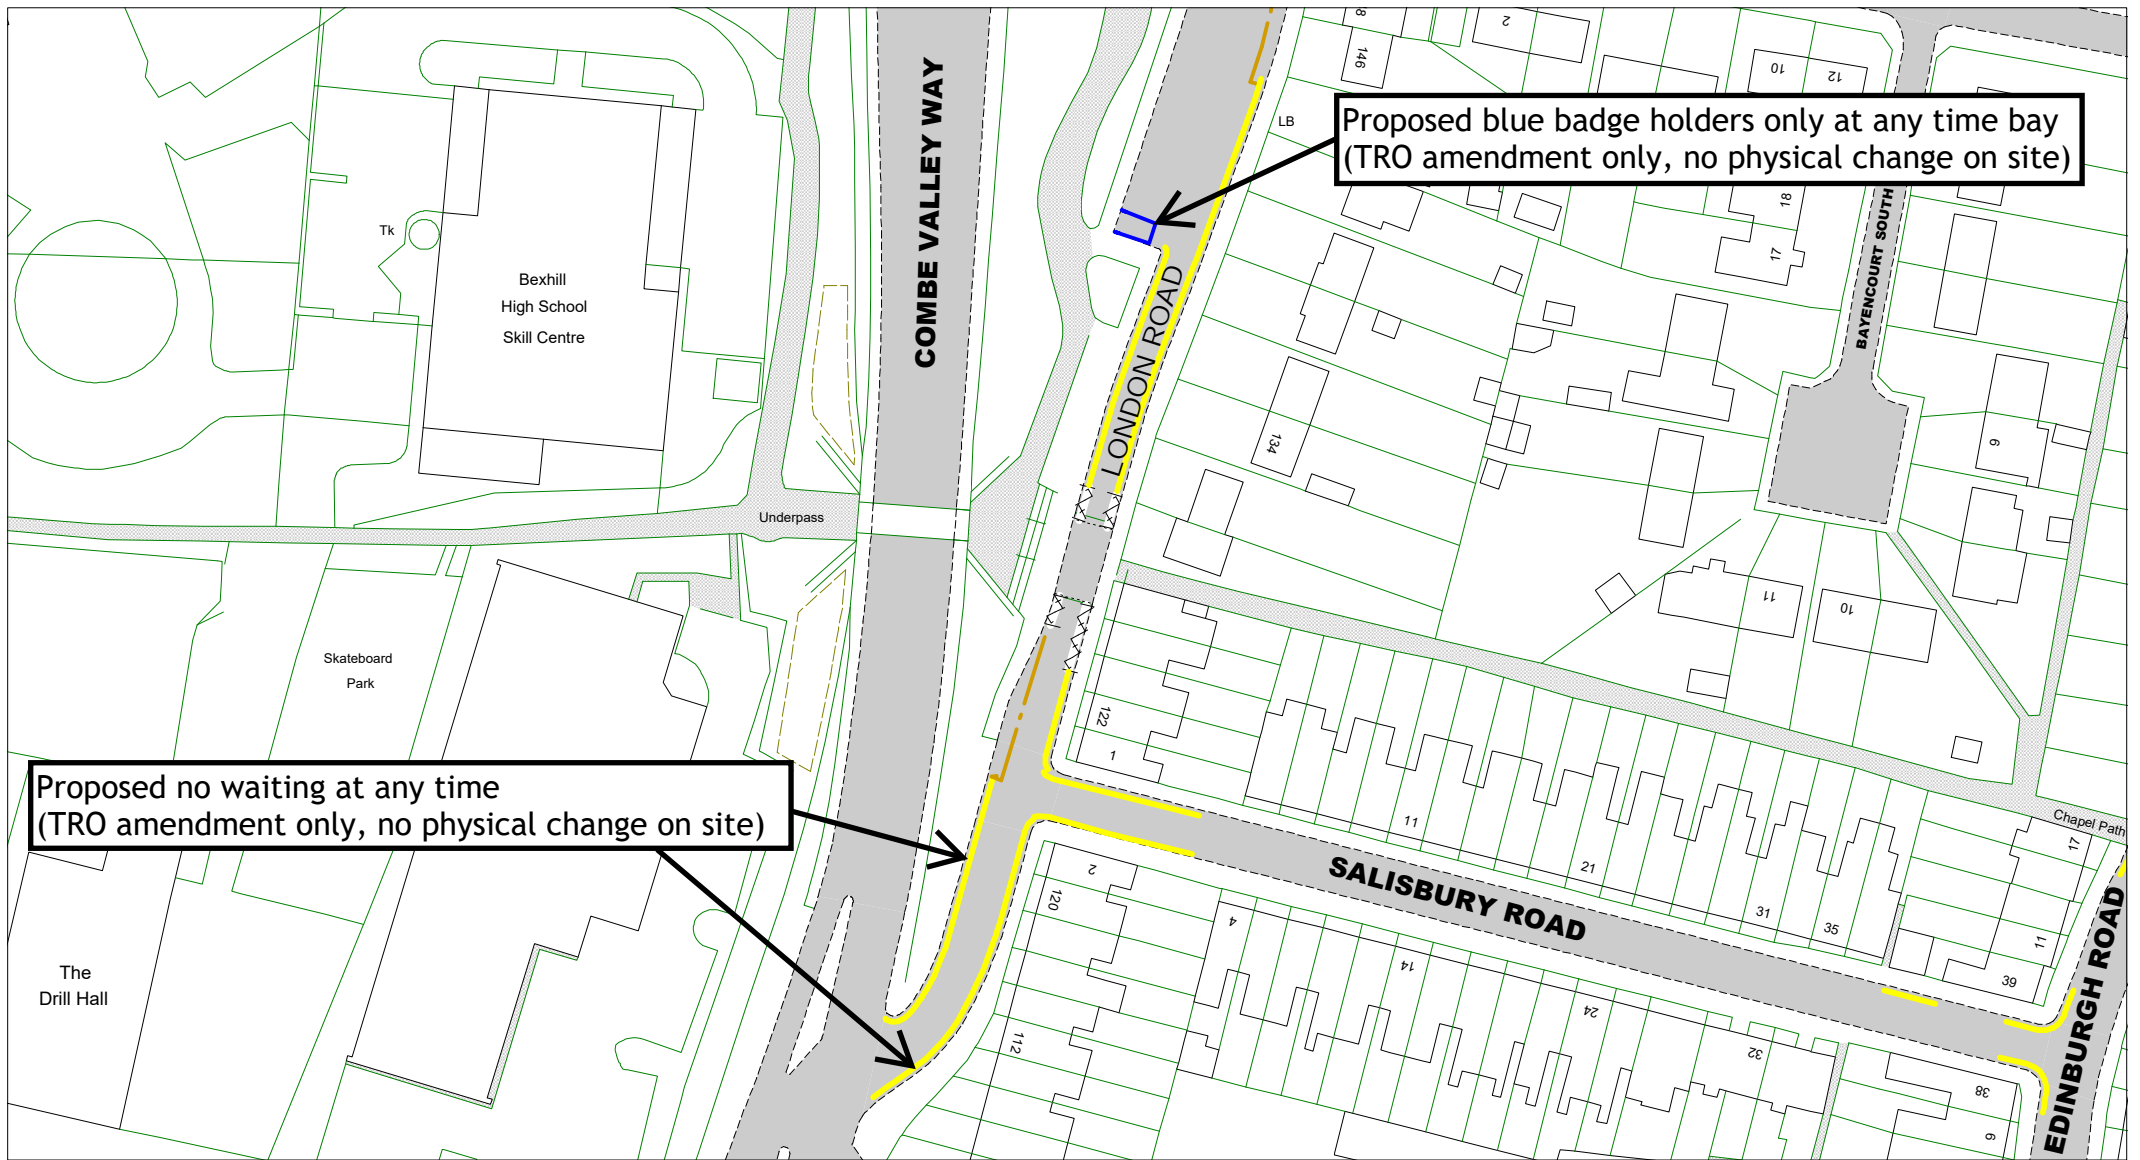 8
146
2
10
12
LB
Proposed blue badge holders only at any time bay
(TRO amendment only, no physical change on site)
COMBE VALLEY WAY
18
17
BAYENCOURT SOUTH
Tk
Bexhill
High School
Skill Centre
LONDON ROAD
134
9
Underpass
11
10
Skateboard
Park
122
1
11
21
31
35
Chapel Path
17
11
39
Proposed no waiting at any time
(TRO amendment only, no physical change on site)
SALISBURY ROAD
EDINBURGH ROAD
2
120
4
14
24
32
38
112
The
Drill Hall